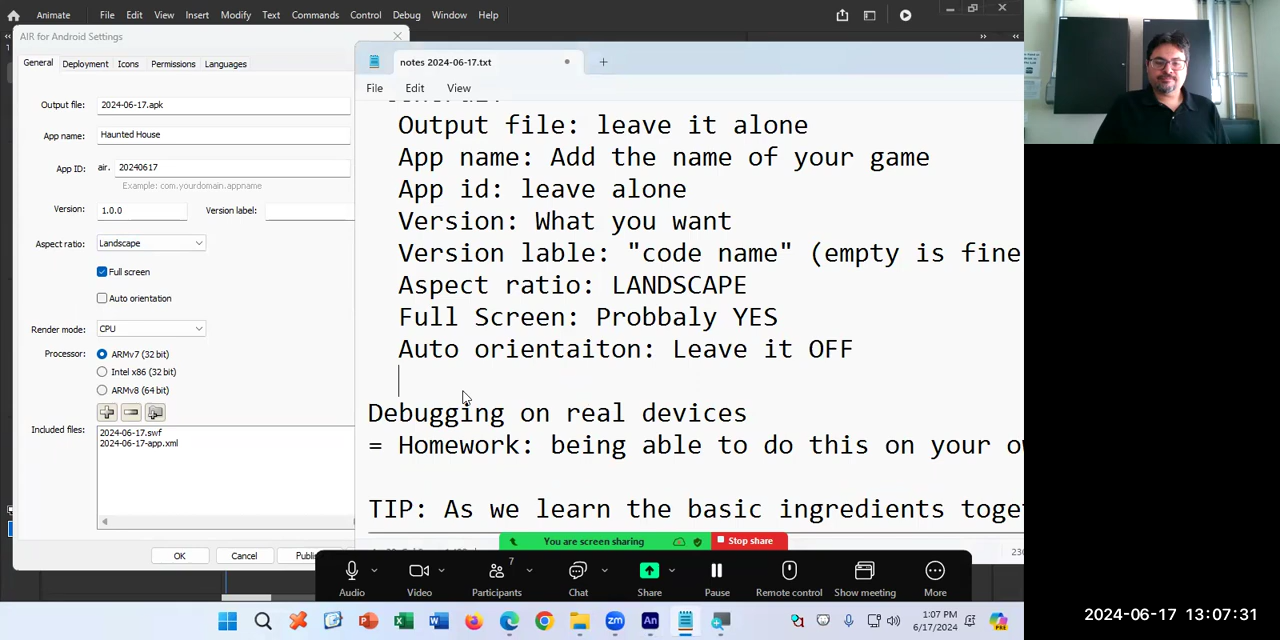 Animate File Edit View Insert Modify Text Commands Control Debug Window Help
AIR for Android Settings
General Deployment Icons Permissions Languages
Output file: 2024-06-17.apk
App name: Haunted House
App ID: air. 20240617
Example: com.yourdomain.appname
Version: 1.0.0 Version label:
Aspect ratio: Landscape
Full screen
Auto orientation
Render mode: CPU
Processor: ARMv7 (32 bit)
Intel x86 (32 bit)
ARMv8 (64 bit)
Included files: 2024-06-17.swf
2024-06-17-app.xml
OK Cancel Publi
notes 2024-06-17.txt
File Edit View
Output file: leave it alone
App name: Add the name of your game
App id: leave alone
Version: What you want
Version lable: "code name" (empty is fine
Aspect ratio: LANDSCAPE
Full Screen: Probbaly YES
Auto orientaiton: Leave it OFF
Debugging on real devices
= Homework: being able to do this on your ow
TIP: As we learn the basic ingredients toge
You are screen sharing Stop share
7
Audio Video Participants Chat Share Pause Remote control Show meeting More
1:07 PM
6/17/2024
2024-06-17 13:07:31